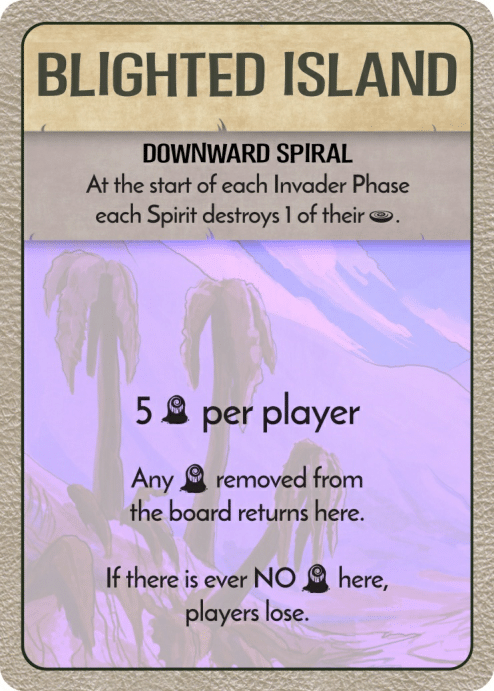 BLIGHTED ISLAND
DOWNWARD SPIRAL
At the start of each Invader Phase
each Spirit destroys 1 of their .
5 per player
Any removed from
the board returns here.
If there is ever NO here,
players lose.